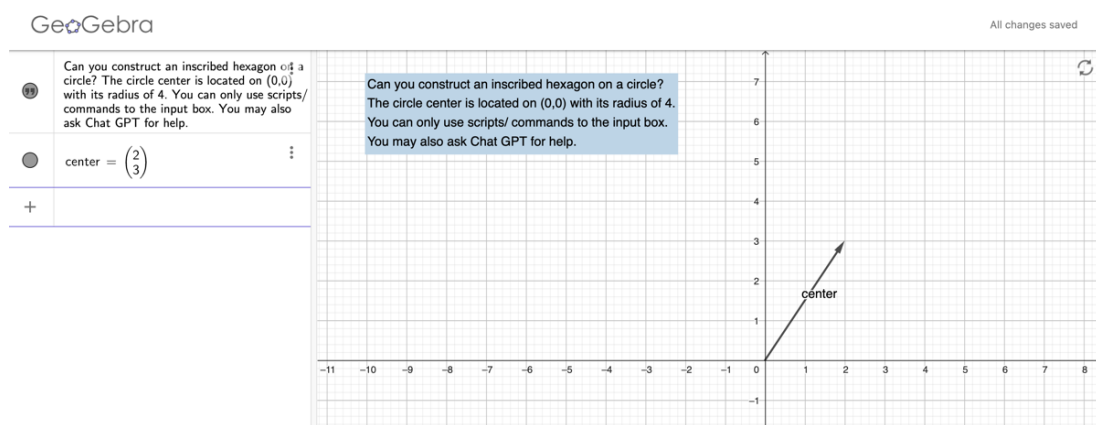 GeoGebra
All changes saved
Can you construct an inscribed hexagon on a
circle? The circle center is located on (0,0)
with its radius of 4. You can only use scripts/
commands to the input box. You may also
ask Chat GPT for help.
center = (2 3)
+
Can you construct an inscribed hexagon on a circle?
The circle center is located on (0,0) with its radius of 4.
You can only use scripts/ commands to the input box.
You may also ask Chat GPT for help.
7
6
5
4
3
2
center
1
−11 −10 −9 −8 −7 −6 −5 −4 −3 −2 −1 0 1 2 3 4 5 6 7 8
−1